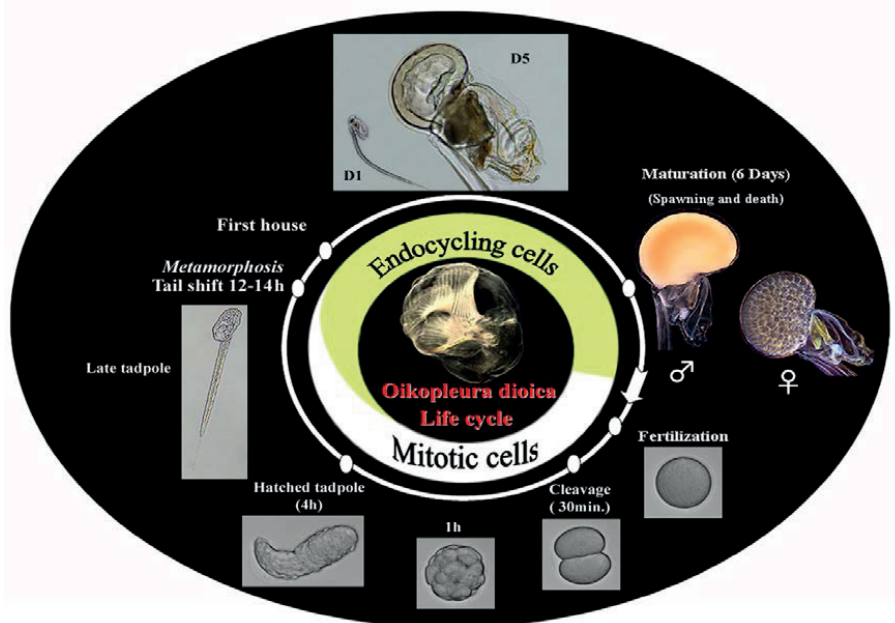 D5
D1
Maturation (6 Days)
(Spawning and death)
First house
Metamorphosis
Tail shift 12-14h
Endocycling cells
Late tadpole
♂
♀
Oikopleura dioica
Life cycle
Mitotic cells
Fertilization
Cleavage
( 30min.)
Hatched tadpole
(4h)
1h